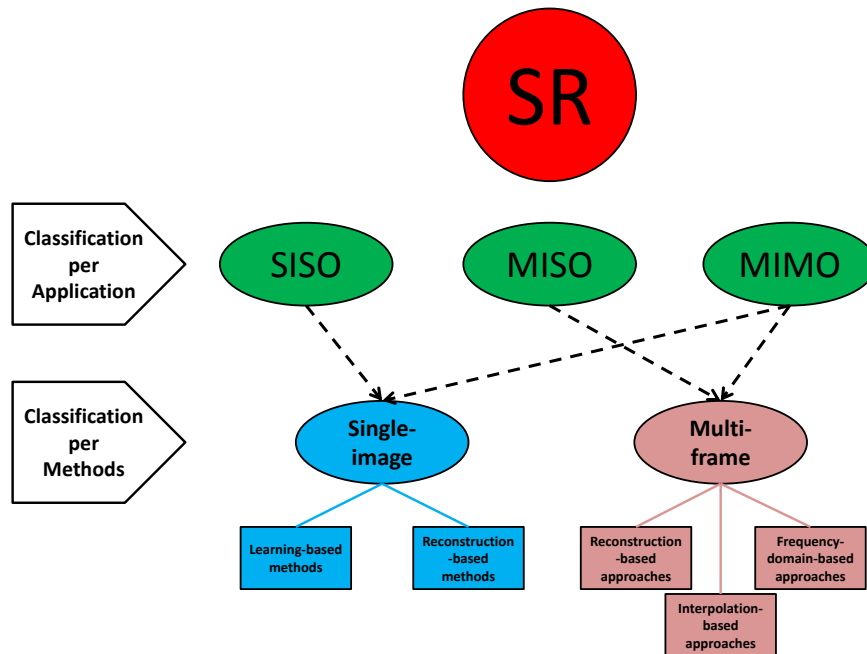 SR
Classification
per
Application
SISO
MISO
MIMO
Classification
per
Methods
Single-
image
Multi-
frame
Learning-based
methods
Reconstruction
-based
methods
Reconstruction
-based
approaches
Frequency-
domain-based
approaches
Interpolation-
based
approaches